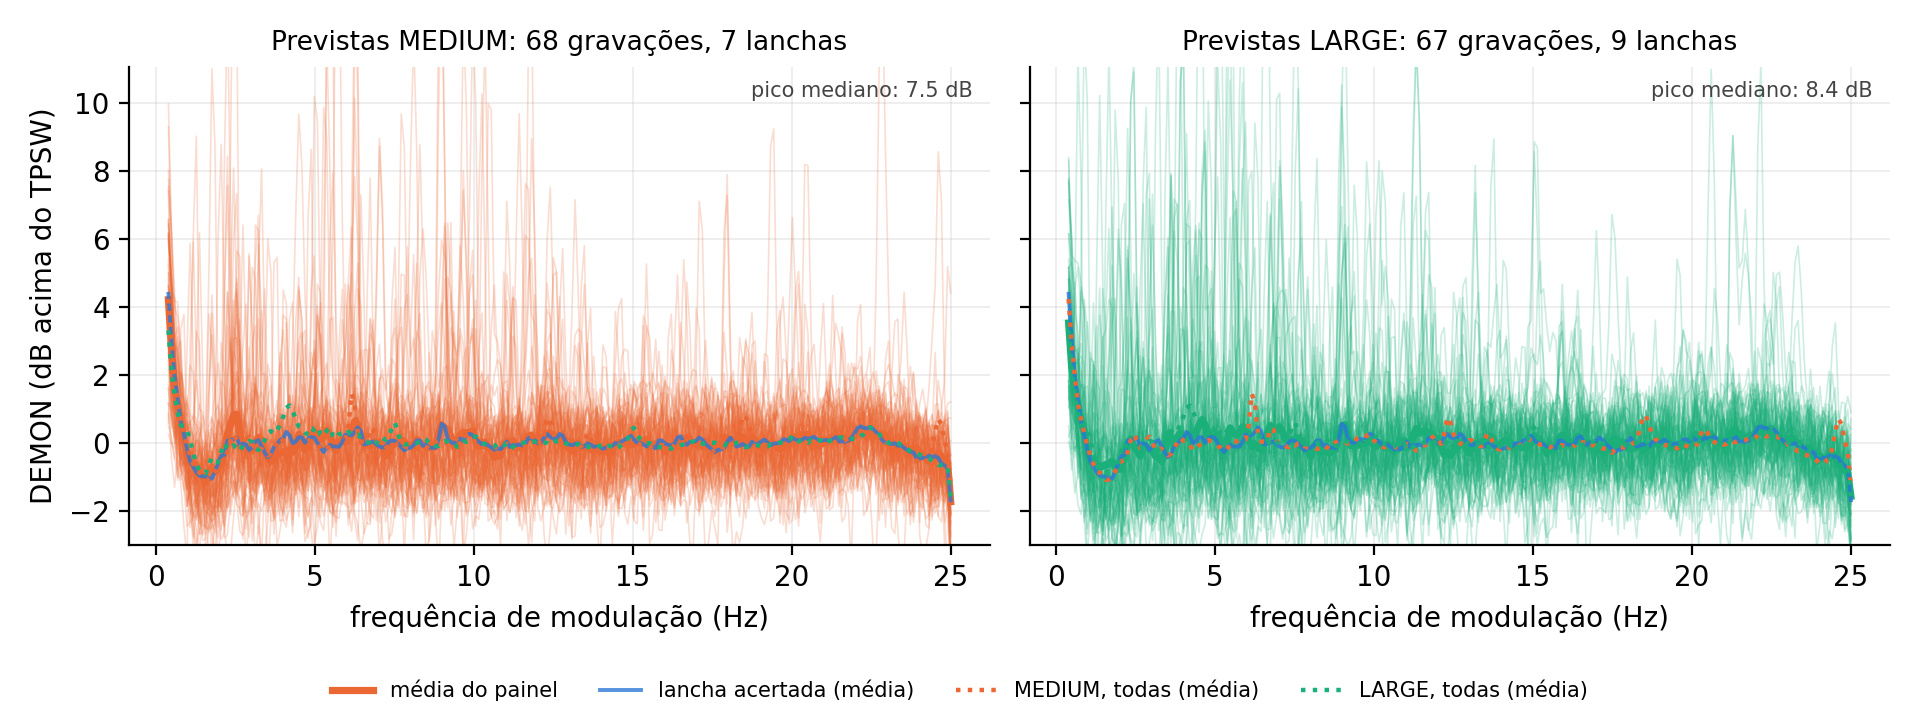 Previstas MEDIUM: 68 gravações, 7 lanchas
Previstas LARGE: 67 gravações, 9 lanchas
pico mediano: 7.5 dB
pico mediano: 8.4 dB
DEMON (dB acima do TPSW)
10
8
6
4
2
0
−2
0 5 10 15 20 25
0 5 10 15 20 25
frequência de modulação (Hz)
frequência de modulação (Hz)
média do painel
lancha acertada (média)
MEDIUM, todas (média)
LARGE, todas (média)